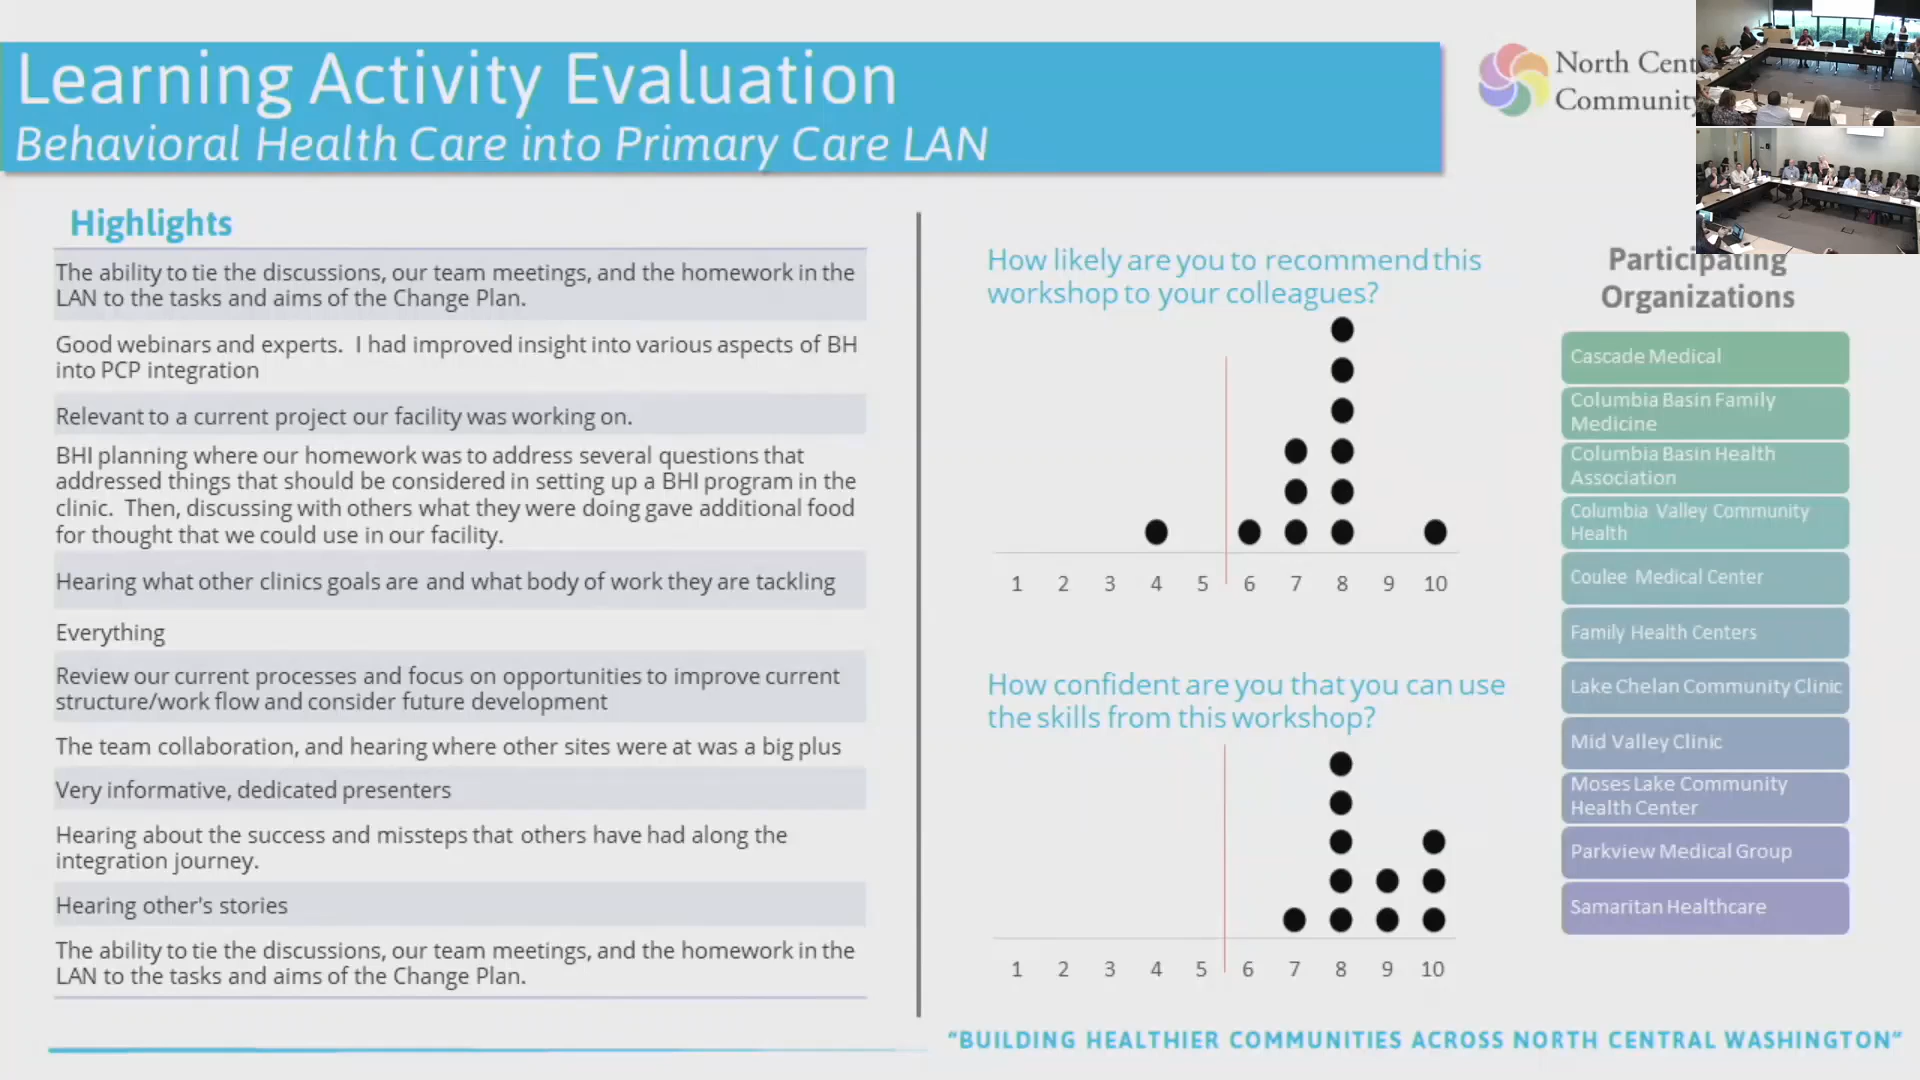 Learning Activity Evaluation
Behavioral Health Care into Primary Care LAN
North Cent
Community
Highlights
The ability to tie the discussions, our team meetings, and the homework in the
LAN to the tasks and aims of the Change Plan.
Good webinars and experts.  I had improved insight into various aspects of BH
into PCP integration
Relevant to a current project our facility was working on.
BHI planning where our homework was to address several questions that
addressed things that should be considered in setting up a BHI program in the
clinic.  Then, discussing with others what they were doing gave additional food
for thought that we could use in our facility.
Hearing what other clinics goals are and what body of work they are tackling
Everything
Review our current processes and focus on opportunities to improve current
structure/work flow and consider future development
The team collaboration, and hearing where other sites were at was a big plus
Very informative, dedicated presenters
Hearing about the success and missteps that others have had along the
integration journey.
Hearing other's stories
The ability to tie the discussions, our team meetings, and the homework in the
LAN to the tasks and aims of the Change Plan.
How likely are you to recommend this
workshop to your colleagues?
1 2 3 4 5 6 7 8 9 10
How confident are you that you can use
the skills from this workshop?
1 2 3 4 5 6 7 8 9 10
Participating
Organizations
Cascade Medical
Columbia Basin Family
Medicine
Columbia Basin Health
Association
Columbia Valley Community
Health
Coulee Medical Center
Family Health Centers
Lake Chelan Community Clinic
Mid Valley Clinic
Moses Lake Community
Health Center
Parkview Medical Group
Samaritan Healthcare
"BUILDING HEALTHIER COMMUNITIES ACROSS NORTH CENTRAL WASHINGTON"